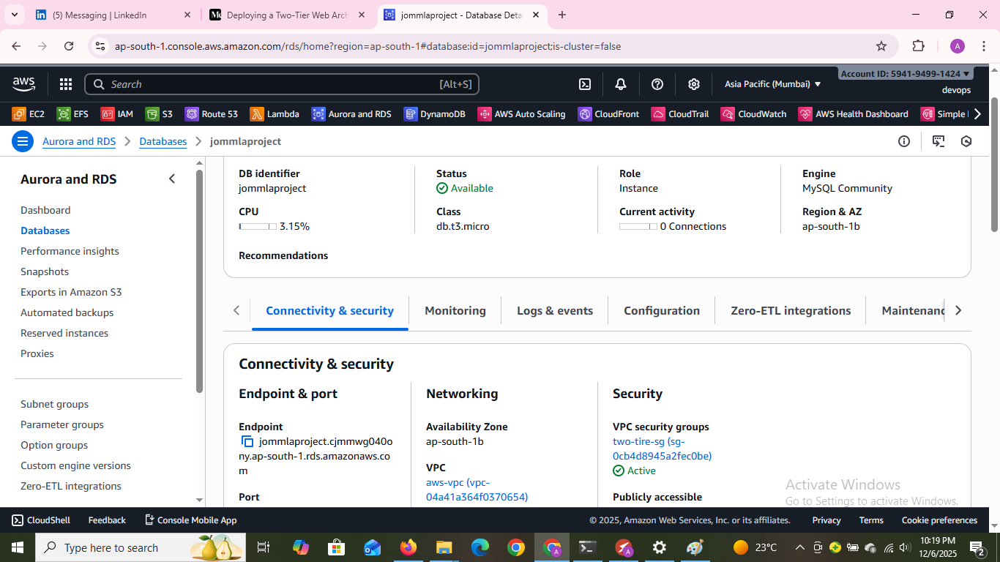 (5) Messaging | LinkedIn
Deploying a Two-Tier Web Arch
jommlaproject - Database Deta
ap-south-1.console.aws.amazon.com/rds/home?region=ap-south-1#database:id=jommlaproject;is-cluster=false
A
aws
Search
[Alt+S]
Asia Pacific (Mumbai)
Account ID: 5941-9499-1424
devops
EC2
EFS
IAM
S3
Route 53
Lambda
Aurora and RDS
DynamoDB
AWS Auto Scaling
CloudFront
CloudTrail
CloudWatch
AWS Health Dashboard
Simple
Aurora and RDS
Databases
jommlaproject
Aurora and RDS
Dashboard
Databases
Performance insights
Snapshots
Exports in Amazon S3
Automated backups
Reserved instances
Proxies
Subnet groups
Parameter groups
Option groups
Custom engine versions
Zero-ETL integrations
DB identifier
jommlaproject
Status
Available
Role
Instance
Engine
MySQL Community
CPU
3.15%
Class
db.t3.micro
Current activity
0 Connections
Region & AZ
ap-south-1b
Recommendations
Connectivity & security
Monitoring
Logs & events
Configuration
Zero-ETL integrations
Maintenanc
Connectivity & security
Endpoint & port
Endpoint
jommlaproject.cjmmwg040o
ny.ap-south-1.rds.amazonaws.co
m
Port
Networking
Availability Zone
ap-south-1b
VPC
aws-vpc (vpc-
04a41a364f0370654)
Security
VPC security groups
two-tire-sg (sg-
0cb4d8945a2fec0be)
Active
Publicly accessible
Activate Windows
Go to Settings to activate Windows.
CloudShell
Feedback
Console Mobile App
© 2025, Amazon Web Services, Inc. or its affiliates.
Privacy
Terms
Cookie preferences
Type here to search
23°C
10:19 PM
12/6/2025
2